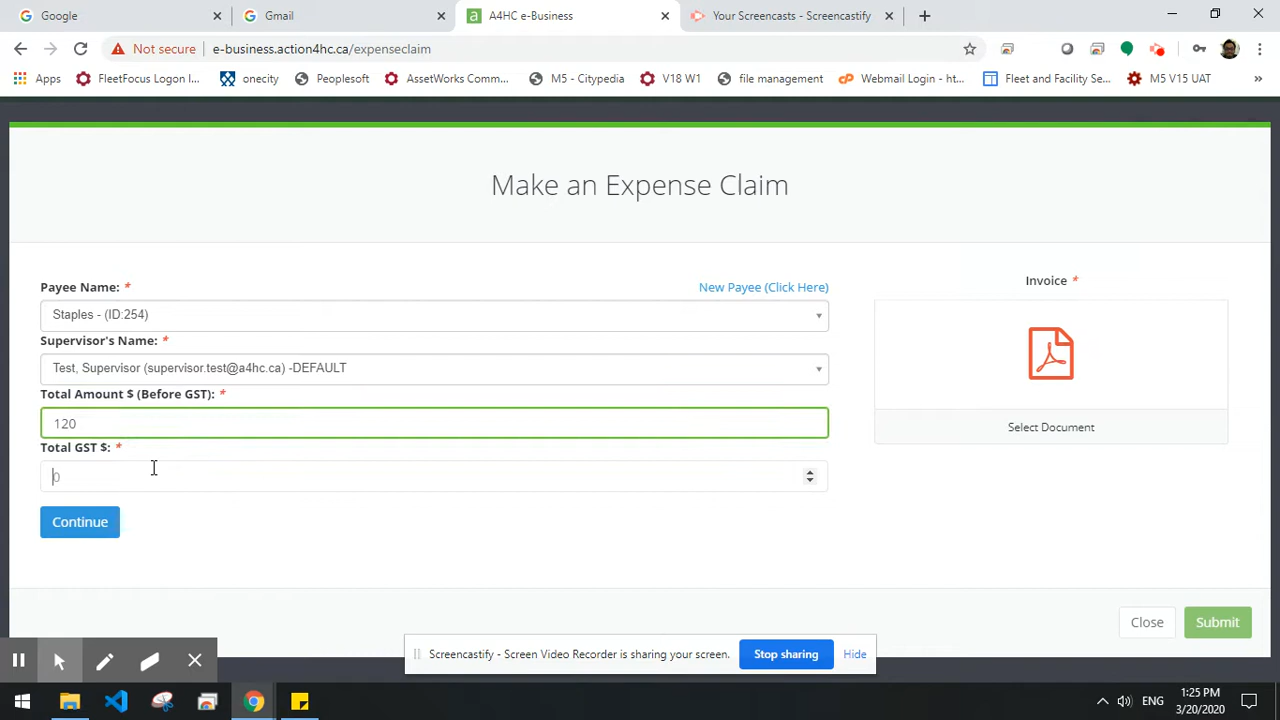 Google
Gmail
A4HC e-Business
Your Screencasts - Screencastify
Not secure
e-business.action4hc.ca/expenseclaim
Apps
FleetFocus Logon I...
onecity
Peoplesoft
AssetWorks Comm...
M5 - Citypedia
V18 W1
file management
Webmail Login - ht...
Fleet and Facility Se...
M5 V15 UAT
»
Make an Expense Claim
Payee Name: *
New Payee (Click Here)
Staples - (ID:254)
Supervisor's Name: *
Test, Supervisor (supervisor.test@a4hc.ca) -DEFAULT
Total Amount $ (Before GST): *
120
Total GST $: *
0
Continue
Invoice *
Select Document
Close
Submit
Screencastify - Screen Video Recorder is sharing your screen.
Stop sharing
Hide
ENG
1:25 PM
3/20/2020